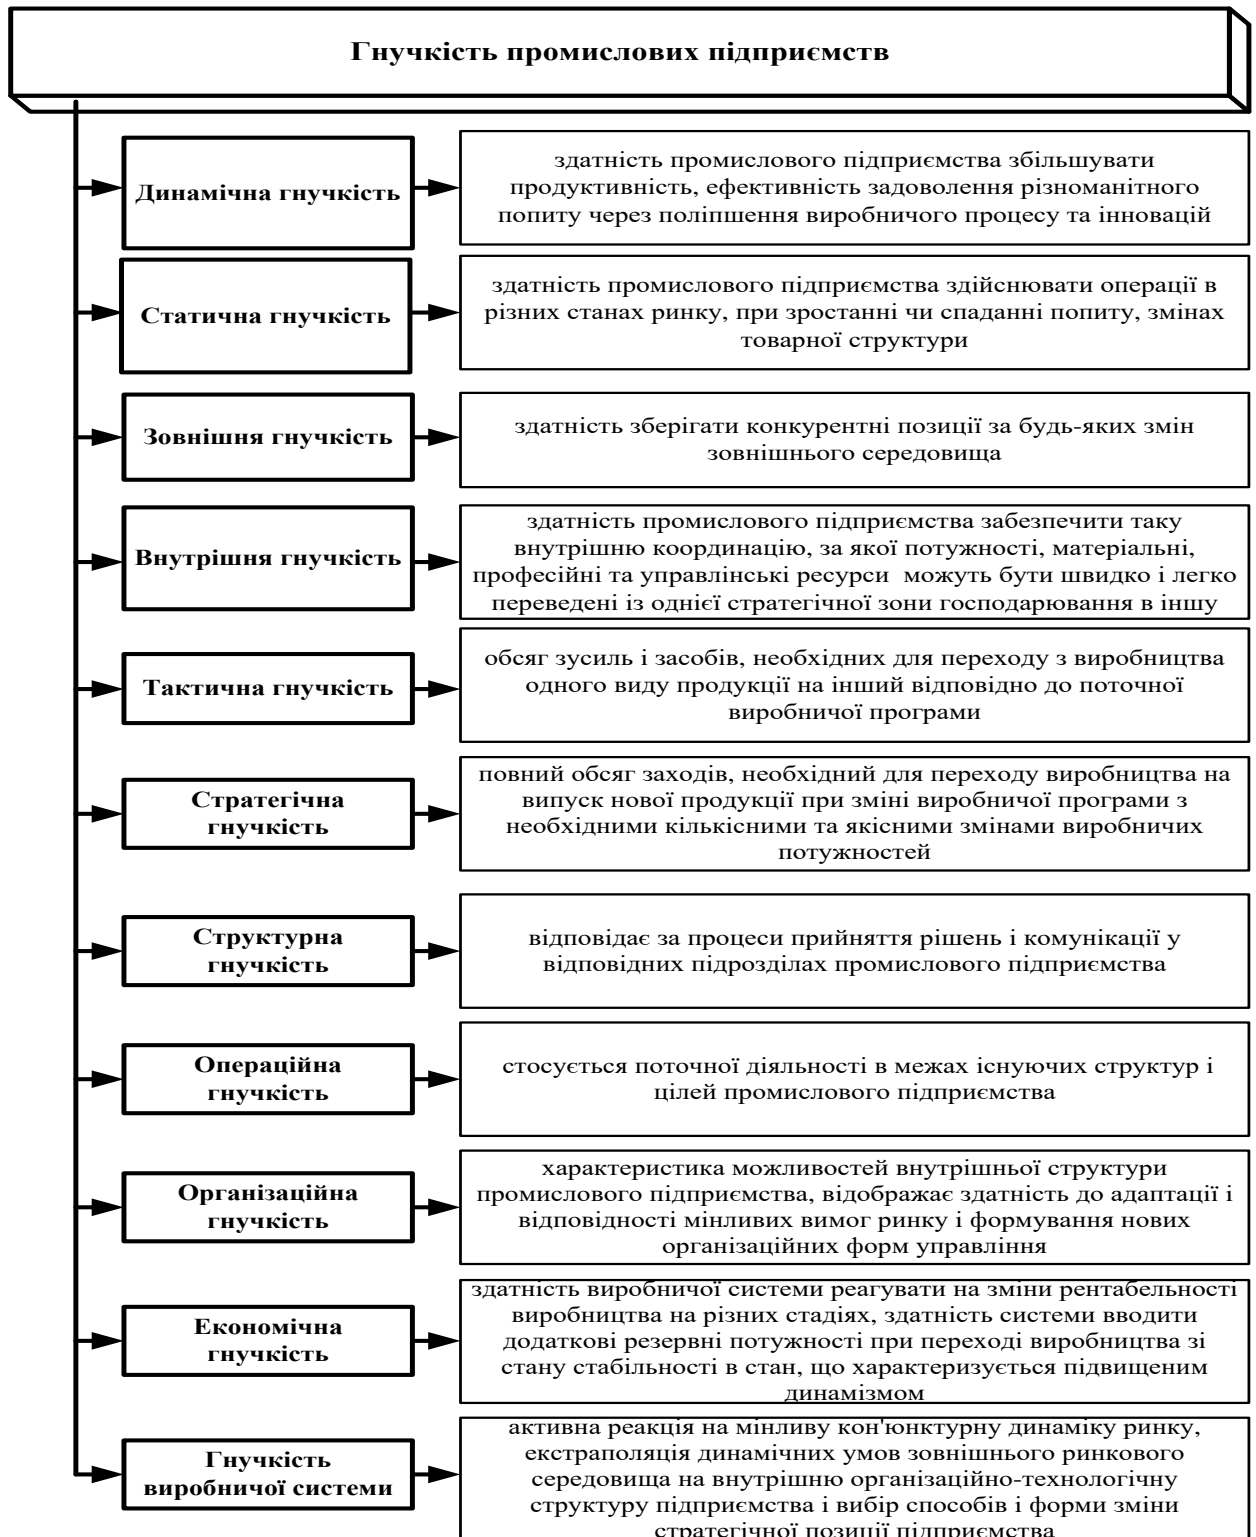 Гнучкість промислових підприємств
Динамічна гнучкість
здатність промислового підприємства збільшувати
продуктивність, ефективність задоволення різноманітного
попиту через поліпшення виробничого процесу та інновацій
Статична гнучкість
здатність промислового підприємства здійснювати операції в
різних станах ринку, при зростанні чи спаданні попиту, змінах
товарної структури
Зовнішня гнучкість
здатність зберігати конкурентні позиції за будь-яких змін
зовнішнього середовища
Внутрішня гнучкість
здатність промислового підприємства забезпечити таку
внутрішню координацію, за якої потужності, матеріальні,
професійні та управлінські ресурси можуть бути швидко і легко
переведені із однієї стратегічної зони господарювання в іншу
Тактична гнучкість
обсяг зусиль і засобів, необхідних для переходу з виробництва
одного виду продукції на інший відповідно до поточної
виробничої програми
Стратегічна
гнучкість
повний обсяг заходів, необхідний для переходу виробництва на
випуск нової продукції при зміні виробничої програми з
необхідними кількісними та якісними змінами виробничих
потужностей
Структурна
гнучкість
відповідає за процеси прийняття рішень і комунікації у
відповідних підрозділах промислового підприємства
Операційна
гнучкість
стосується поточної діяльності в межах існуючих структур і
цілей промислового підприємства
Організаційна
гнучкість
характеристика можливостей внутрішньої структури
промислового підприємства, відображає здатність до адаптації і
відповідності мінливих вимог ринку і формування нових
організаційних форм управління
Економічна
гнучкість
здатність виробничої системи реагувати на зміни рентабельності
виробництва на різних стадіях, здатність системи вводити
додаткові резервні потужності при переході виробництва зі
стану стабільності в стан, що характеризується підвищеним
динамізмом
Гнучкість
виробничої системи
активна реакція на мінливу кон'юнктурну динаміку ринку,
екстраполяція динамічних умов зовнішнього ринкового
середовища на внутрішню організаційно-технологічну
структуру підприємства і вибір способів і форми зміни
стратегічної позиції підприємства